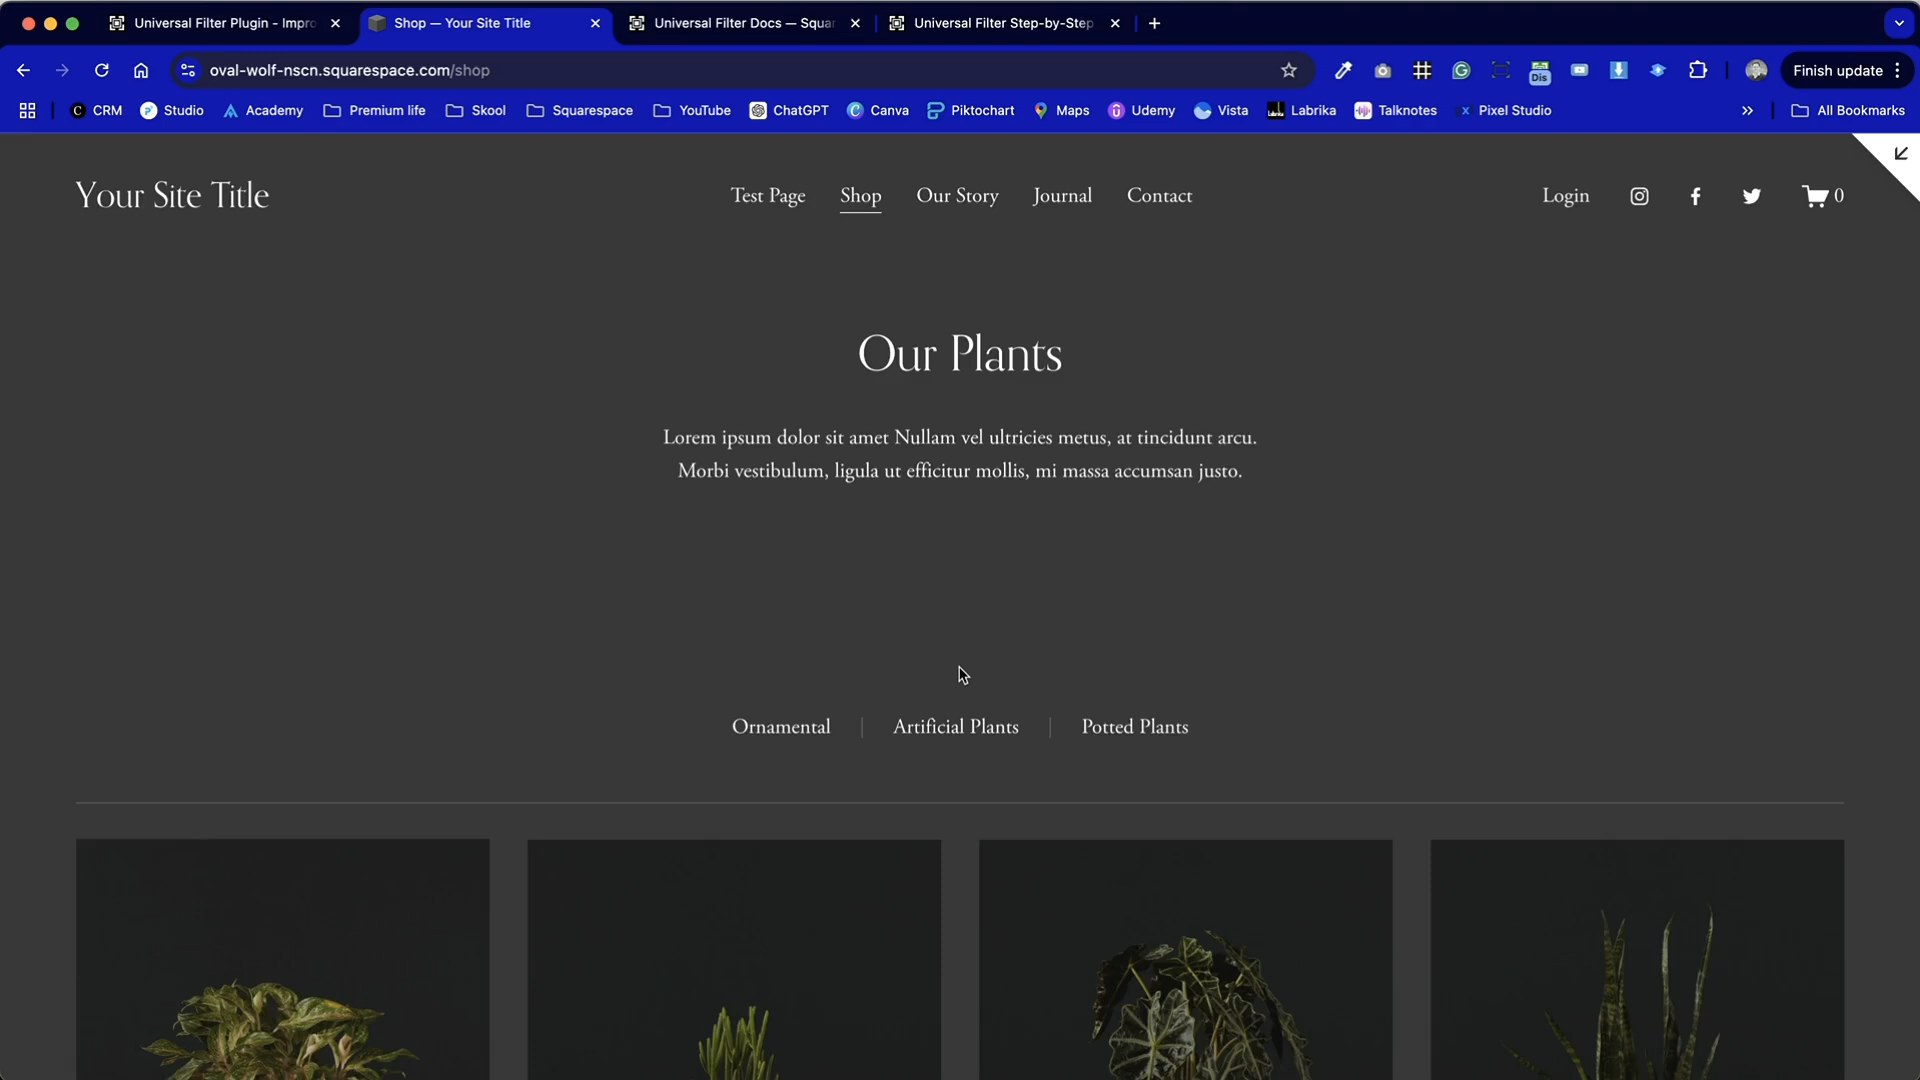 Universal Filter Plugin - Impro
Shop — Your Site Title
Universal Filter Docs — Squar
Universal Filter Step-by-Step
oval-wolf-nscn.squarespace.com/shop
Dis
Finish update
CRM
Studio
Academy
Premium life
Skool
Squarespace
YouTube
ChatGPT
Canva
Piktochart
Maps
Udemy
Vista
Labrika
Talknotes
Pixel Studio
All Bookmarks
Your Site Title
Test Page
Shop
Our Story
Journal
Contact
Login
0
Our Plants
Lorem ipsum dolor sit amet Nullam vel ultricies metus, at tincidunt arcu.
Morbi vestibulum, ligula ut efficitur mollis, mi massa accumsan justo.
Ornamental
Artificial Plants
Potted Plants